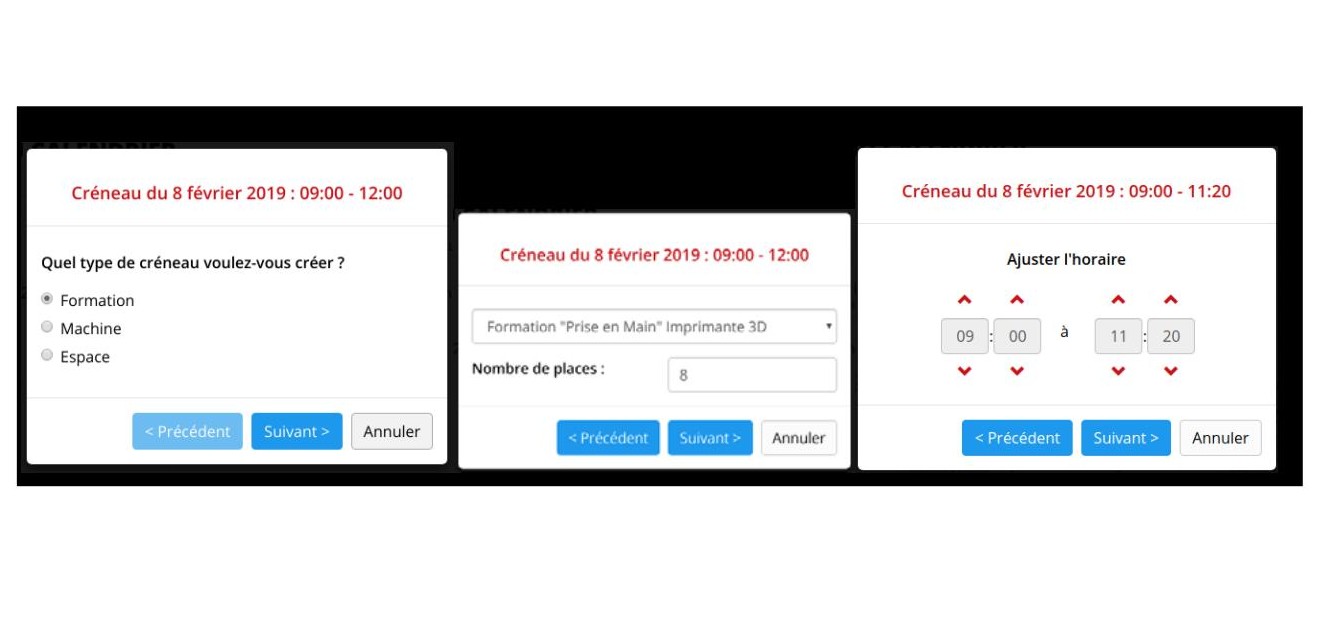 Créneau du 8 février 2019 : 09:00 - 12:00
Quel type de créneau voulez-vous créer ?
Formation
Machine
Espace
< Précédent Suivant > Annuler
Créneau du 8 février 2019 : 09:00 - 12:00
Formation "Prise en Main" Imprimante 3D
Nombre de places : 8
< Précédent Suivant > Annuler
Créneau du 8 février 2019 : 09:00 - 11:20
Ajuster l'horaire
09 : 00 à 11 : 20
< Précédent Suivant > Annuler